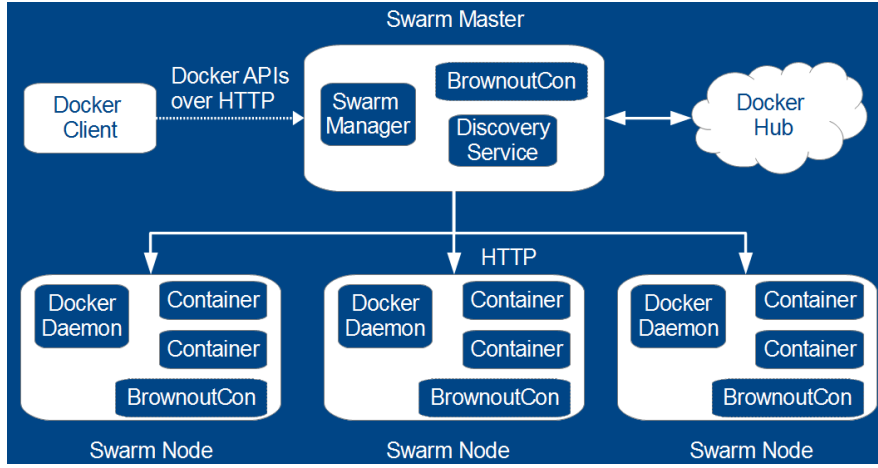 Swarm Master
Docker APIs
over HTTP
Docker
Client
Swarm
Manager
BrownoutCon
Discovery
Service
Docker
Hub
HTTP
Docker
Daemon
Container
Container
BrownoutCon
Docker
Daemon
Container
Container
BrownoutCon
Docker
Daemon
Container
Container
BrownoutCon
Swarm Node
Swarm Node
Swarm Node